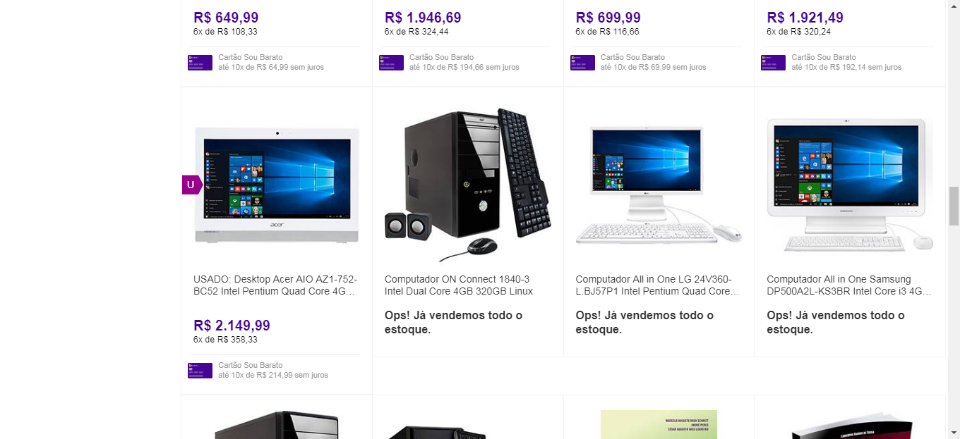 R$ 649,99
6x de R$ 108,33
Cartão Sou Barato
até 10x de R$ 64,99 sem juros
R$ 1.946,69
6x de R$ 324,44
Cartão Sou Barato
até 10x de R$ 194,66 sem juros
R$ 699,99
6x de R$ 116,66
Cartão Sou Barato
até 10x de R$ 69,99 sem juros
R$ 1.921,49
6x de R$ 320,24
Cartão Sou Barato
até 10x de R$ 192,14 sem juros
U
acer
USADO: Desktop Acer AIO AZ1-752-
BC52 Intel Pentium Quad Core 4G...
R$ 2.149,99
6x de R$ 358,33
Cartão Sou Barato
até 10x de R$ 214,99 sem juros
Computador ON Connect 1840-3
Intel Dual Core 4GB 320GB Linux
Ops! Já vendemos todo o
estoque.
Computador All in One LG 24V360-
L.BJ57P1 Intel Pentium Quad Core...
Ops! Já vendemos todo o
estoque.
Computador All in One Samsung
DP500A2L-KS3BR Intel Core i3 4G...
Ops! Já vendemos todo o
estoque.